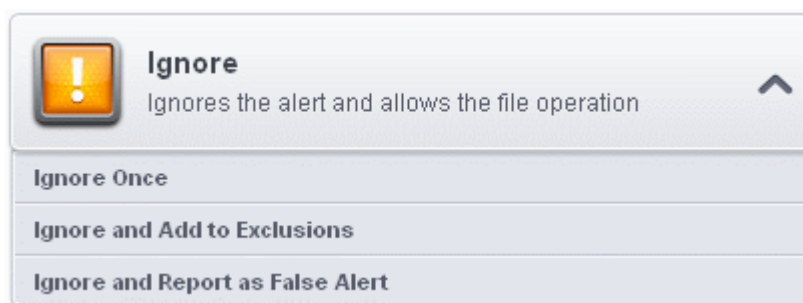 Ignore
Ignores the alert and allows the file operation
Ignore Once
Ignore and Add to Exclusions
Ignore and Report as False Alert